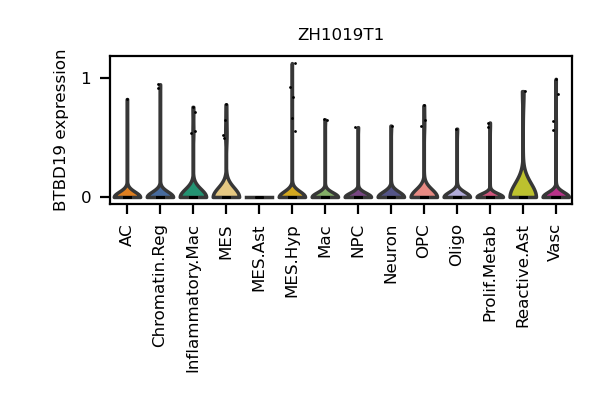 ZH1019T1
BTBD19 expression
1
0
AC
Chromatin.Reg
Inflammatory.Mac
MES
MES.Ast
MES.Hyp
Mac
NPC
Neuron
OPC
Oligo
Prolif.Metab
Reactive.Ast
Vasc